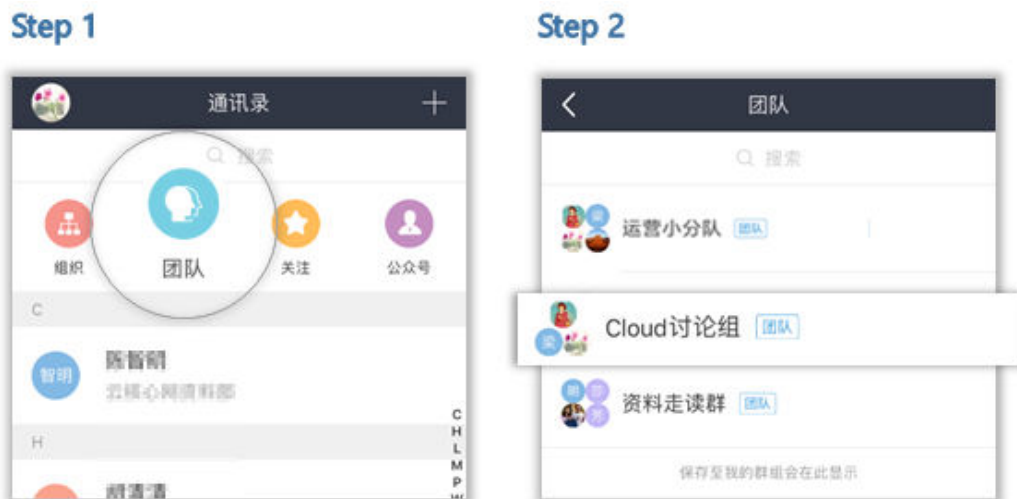 Step 1
通讯录
搜索
组织
团队
关注
公众号
C
智明
H
C
H
L
M
P
W
Step 2
团队
搜索
运营小分队 团队
Cloud讨论组 团队
梁
资料走读群 团队
保存至我的群组会在此显示